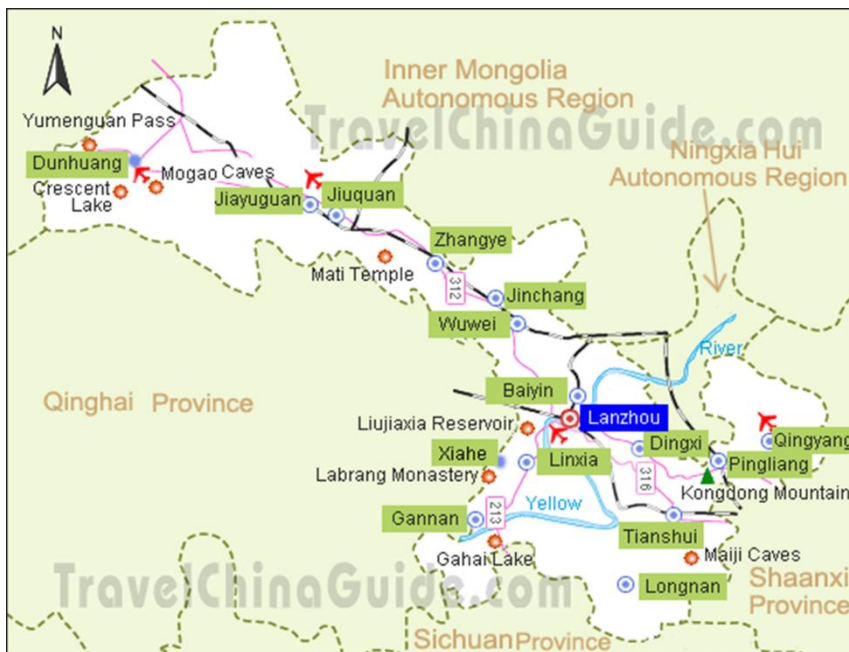 N
Inner Mongolia
Autonomous Region
TravelChinaGuide.com
Yumenguan Pass
Ningxia Hui
Autonomous Region
Dunhuang
Mogao Caves
Crescent
Lake
Jiayuguan
Jiuquan
Zhangye
Mati Temple
312
Jinchang
Wuwei
River
Baiyin
Qinghai Province
Liujiaxia Reservoir
Lanzhou
Dingxi
Qingyang
Xiahe
Linxia
Pingliang
Labrang Monastery
316
Kongdong Mountain
Gannan
213
Yellow
Tianshui
Gahai Lake
Maiji Caves
TravelChinaGuide.com
Longnan
Shaanxi
Province
Sichuan Province